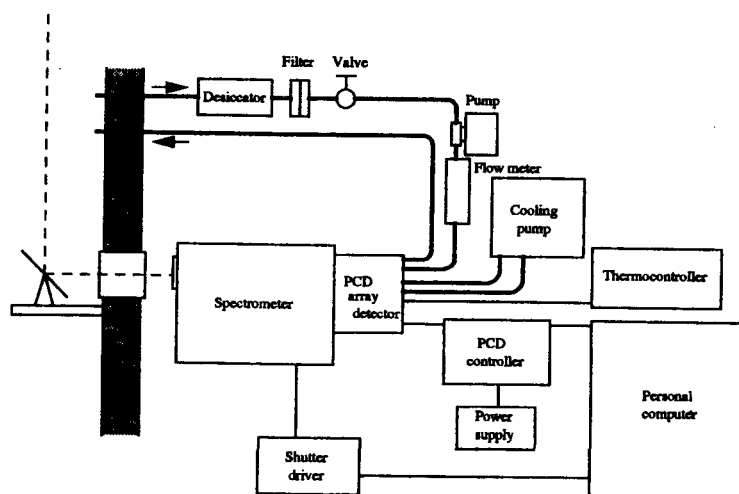 Filter
Valve
Desiccator
Pump
Flow meter
Cooling
pump
Spectrometer
PCD
array
detector
Thermocontroller
PCD
controller
Power
supply
Personal
computer
Shutter
driver